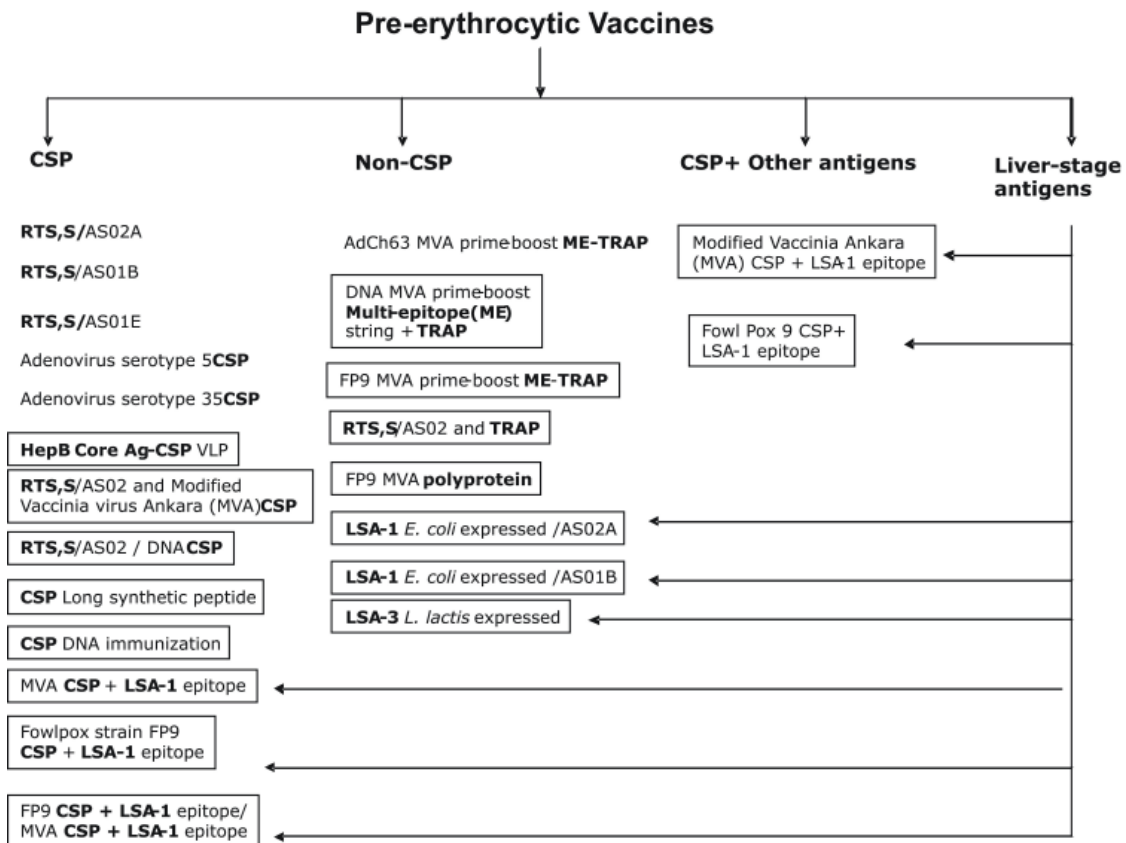 Pre-erythrocytic Vaccines
CSP
Non-CSP
CSP+ Other antigens
Liver-stage
antigens
RTS,S/AS02A
RTS,S/AS01B
RTS,S/AS01E
Adenovirus serotype 5CSP
Adenovirus serotype 35CSP
HepB Core Ag-CSP VLP
RTS,S/AS02 and Modified
Vaccinia virus Ankara (MVA)CSP
RTS,S/AS02 / DNA CSP
CSP Long synthetic peptide
CSP DNA immunization
MVA CSP + LSA-1 epitope
Fowlpox strain FP9
CSP + LSA-1 epitope
FP9 CSP + LSA-1 epitope/
MVA CSP + LSA-1 epitope
AdCh63 MVA prime-boost ME-TRAP
DNA MVA prime-boost
Multi-epitope(ME)
string + TRAP
FP9 MVA prime-boost ME-TRAP
RTS,S/AS02 and TRAP
FP9 MVA polyprotein
LSA-1 E. coli expressed /AS02A
LSA-1 E. coli expressed /AS01B
LSA-3 L. lactis expressed
Modified Vaccinia Ankara
(MVA) CSP + LSA-1 epitope
Fowl Pox 9 CSP+
LSA-1 epitope